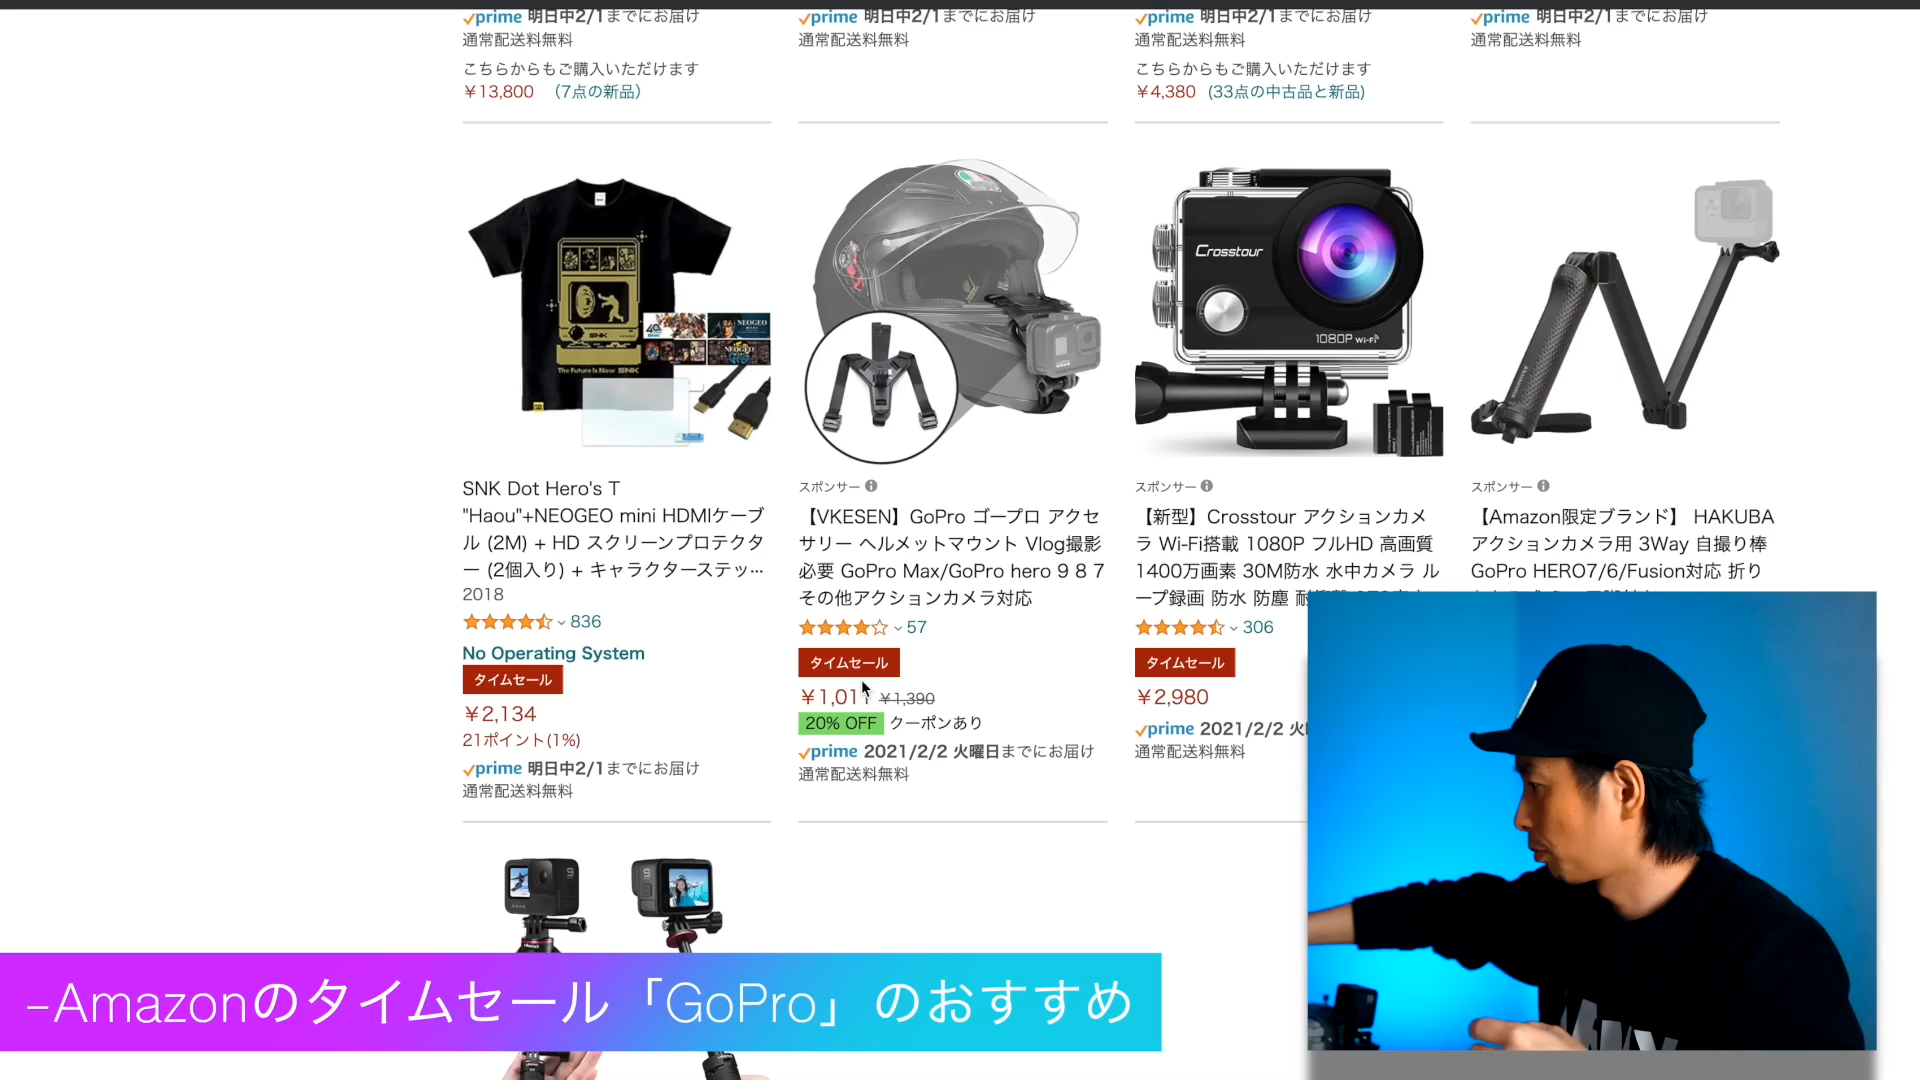 prime 明日中2/1までにお届け
通常配送料無料
こちらからもご購入いただけます
￥13,800 （7点の新品）
prime 明日中2/1までにお届け
通常配送料無料
prime 明日中2/1までにお届け
通常配送料無料
こちらからもご購入いただけます
￥4,380 (33点の中古品と新品)
prime 明日中2/1までにお届け
通常配送料無料
SNK
The Future Is Now SNK
NEOGEO
NEOGEO
SNK Dot Hero's T
"Haou"+NEOGEO mini HDMIケーブ
ル (2M) + HD スクリーンプロテクタ
ー (2個入り) + キャラクターステッ…
2018
836
No Operating System
タイムセール
￥2,134
21ポイント(1%)
prime 明日中2/1までにお届け
通常配送料無料
スポンサー
【VKESEN】GoPro ゴープロ アクセ
サリー ヘルメットマウント Vlog撮影
必要 GoPro Max/GoPro hero 9 8 7
その他アクションカメラ対応
57
タイムセール
￥1,011 ￥1,390
20% OFF クーポンあり
prime 2021/2/2 火曜日までにお届け
通常配送料無料
Crosstour
1080P Wi-Fi
スポンサー
【新型】Crosstour アクションカメ
ラ Wi-Fi搭載 1080P フルHD 高画質
1400万画素 30M防水 水中カメラ ル
ープ録画 防水 防塵
306
タイムセール
￥2,980
prime 2021/2/2 火
通常配送料無料
スポンサー
【Amazon限定ブランド】 HAKUBA
アクションカメラ用 3Way 自撮り棒
GoPro HERO7/6/Fusion対応 折り
–Amazonのタイムセール「GoPro」のおすすめ